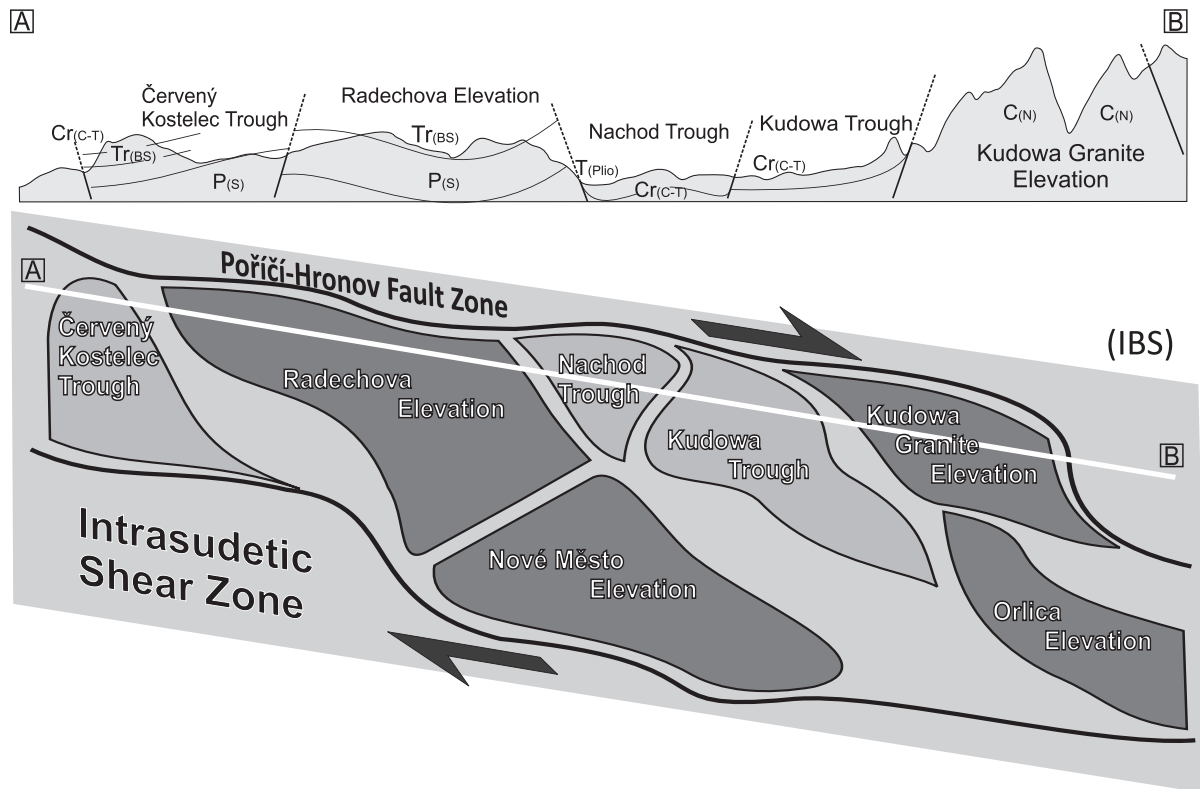 A
B
Červený
Kostelec Trough
Radechova Elevation
Nachod Trough
Kudowa Trough
Cr(C-T)
Tr(BS)
P(S)
Tr(BS)
P(S)
T(Plio)
Cr(C-T)
Cr(C-T)
C(N)
C(N)
Kudowa Granite
Elevation
A
Poříčí-Hronov Fault Zone
(IBS)
Červený
Kostelec
Trough
Radechova
Elevation
Nachod
Trough
Kudowa
Trough
Kudowa
Granite
Elevation
B
Intrasudetic
Shear Zone
Nové Město
Elevation
Orlica
Elevation